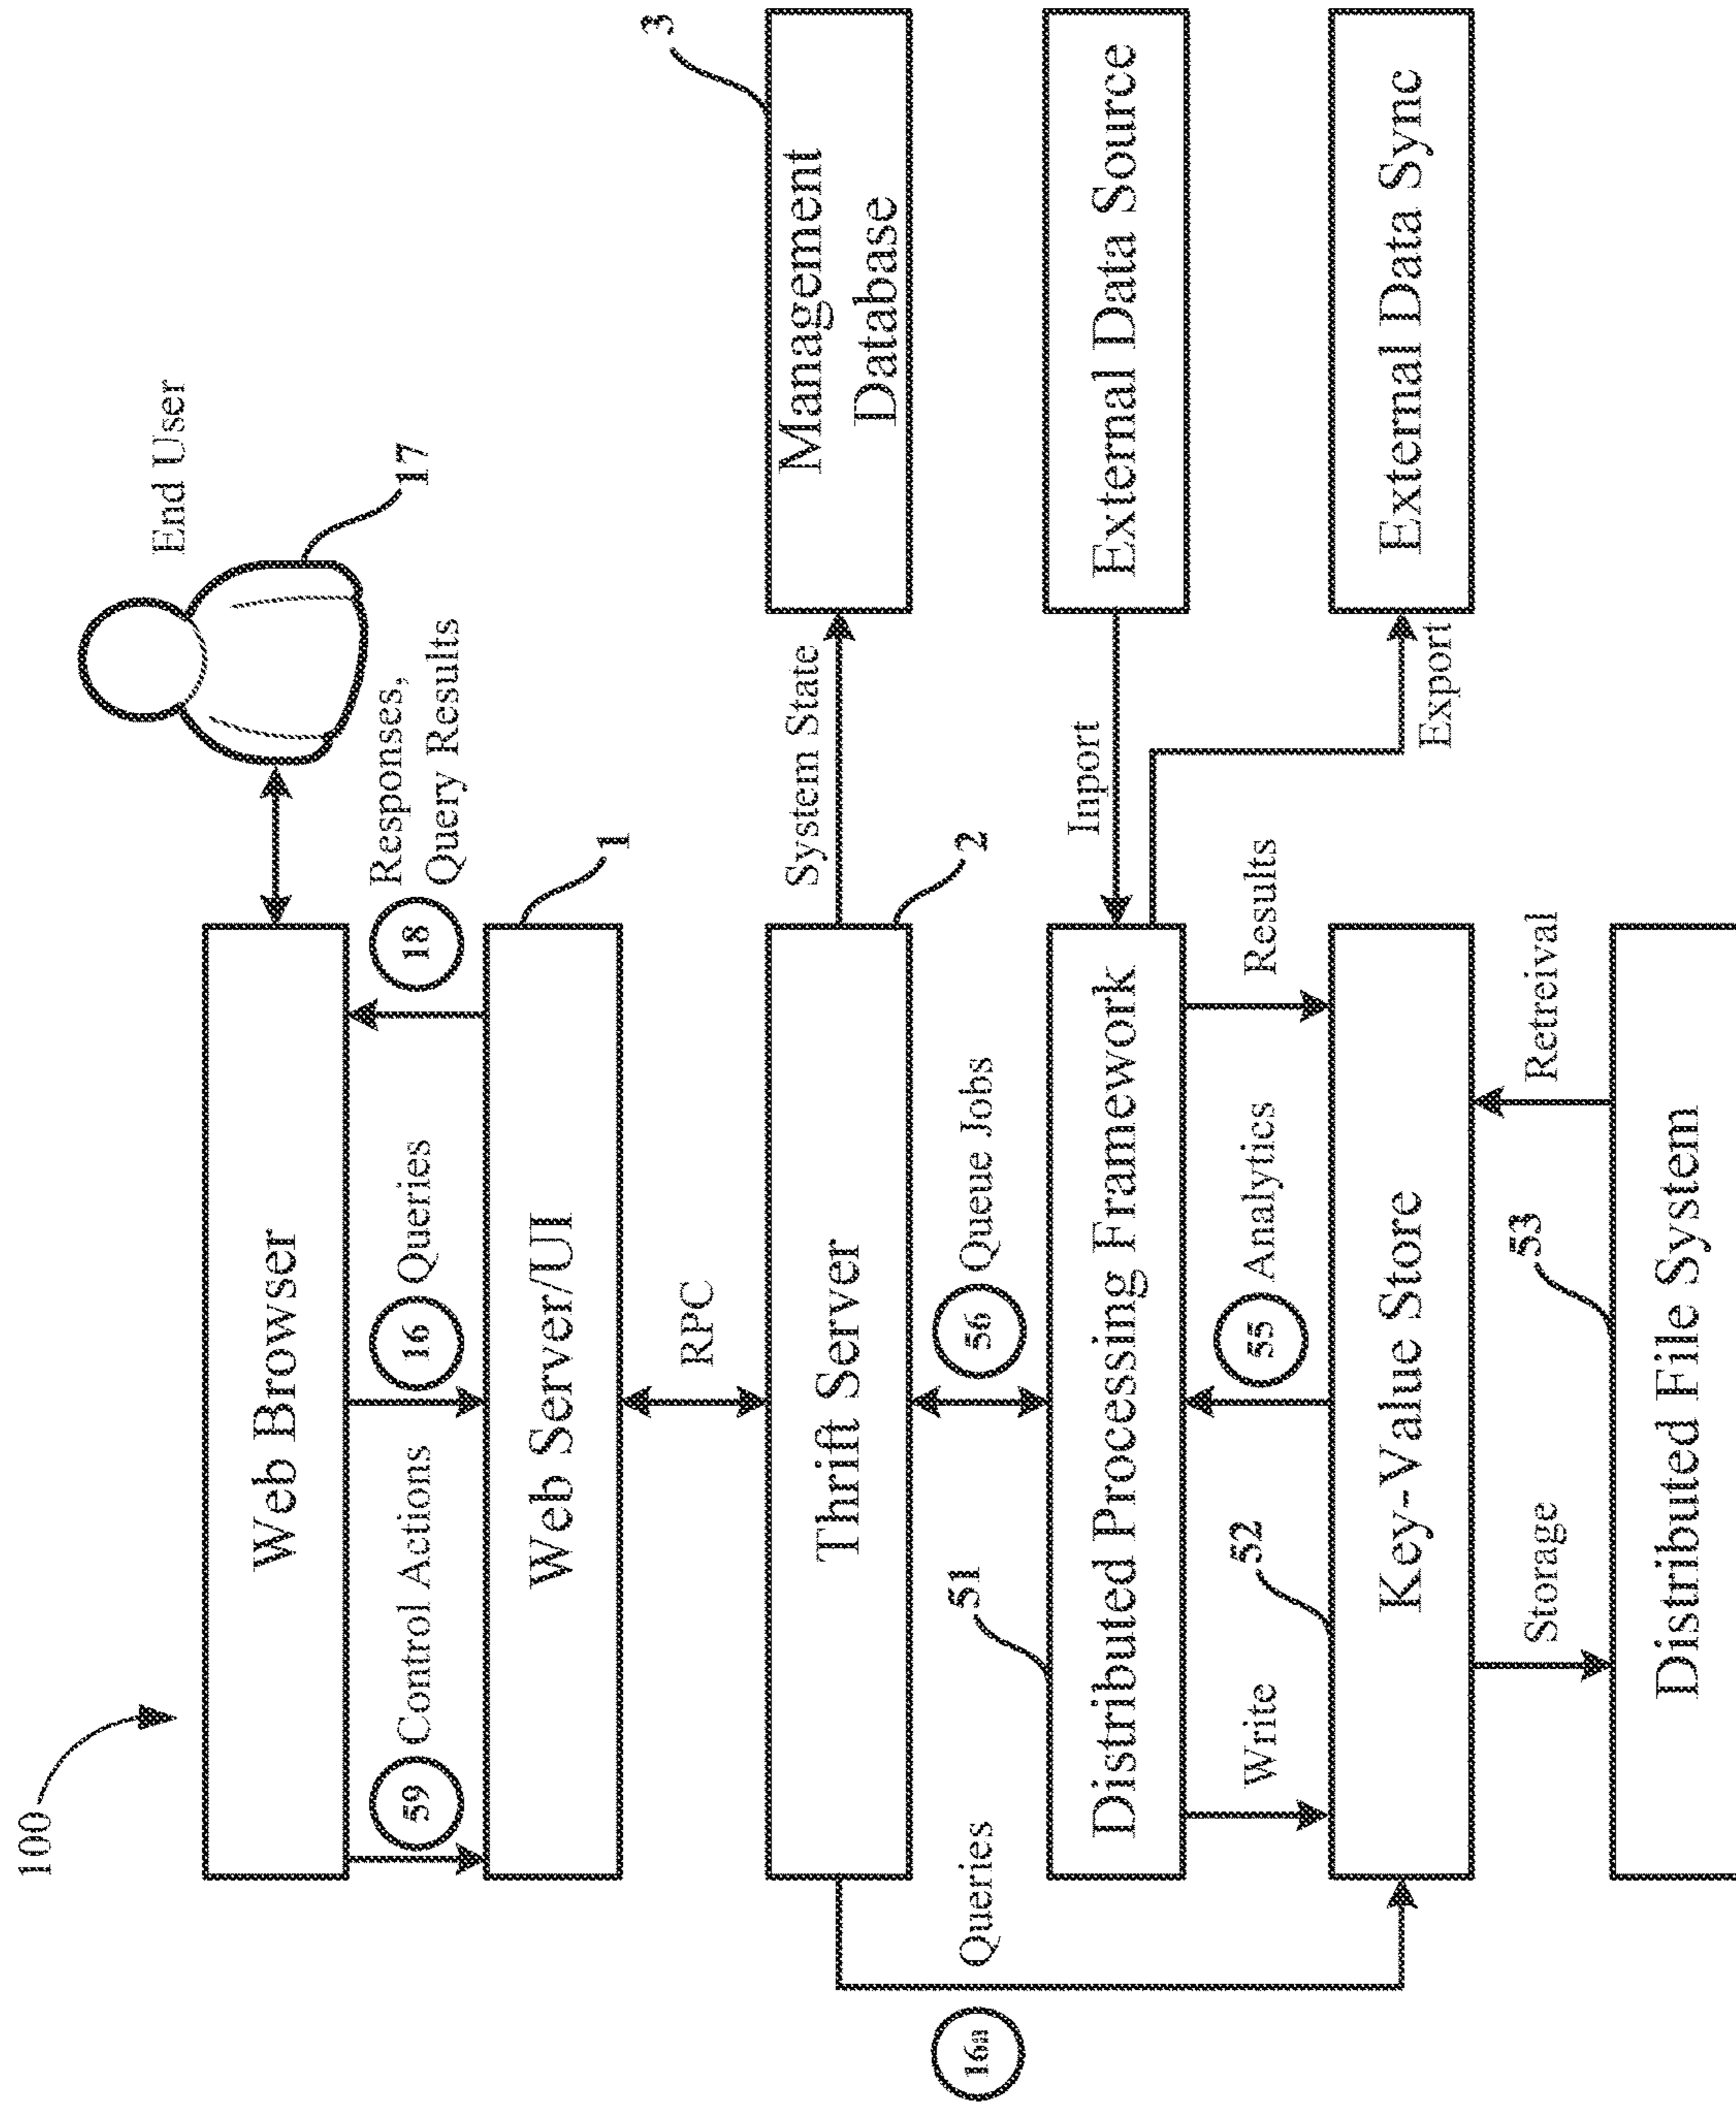 100
End User
17
Web Browser
59
Control Actions
16
Queries
18
Responses,
Query Results
Web Server/UI
1
RPC
Thrift Server
2
System State
Management
Database
3
16a
Queries
56
Queue Jobs
51
Distributed Processing Framework
Inport
External Data Source
Write
52
55
Analytics
Results
Export
External Data Sync
Key-Value Store
Storage
53
Retreival
Distributed File System